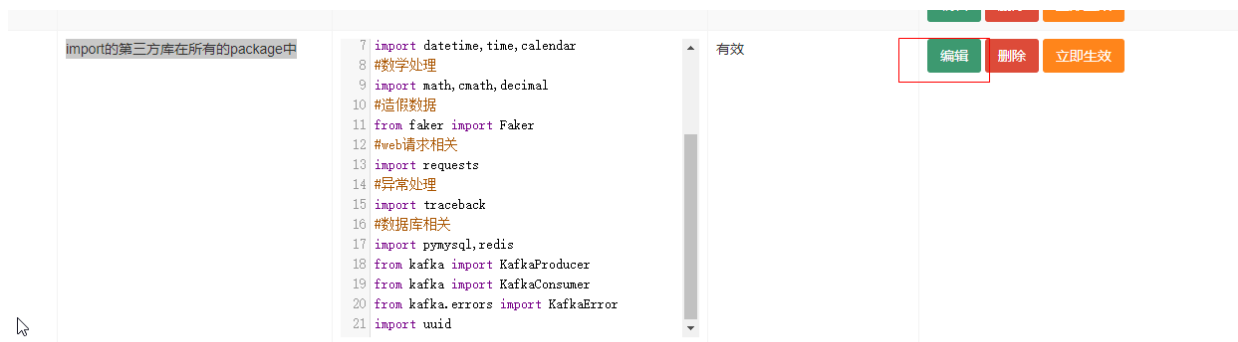 import的第三方库在所有的package中
7 import datetime,time,calendar
8 #数学处理
9 import math,cmath,decimal
10 #造假数据
11 from faker import Faker
12 #web请求相关
13 import requests
14 #异常处理
15 import traceback
16 #数据库相关
17 import pymysql,redis
18 from kafka import KafkaProducer
19 from kafka import KafkaConsumer
20 from kafka.errors import KafkaError
21 import uuid
有效
编辑 删除 立即生效